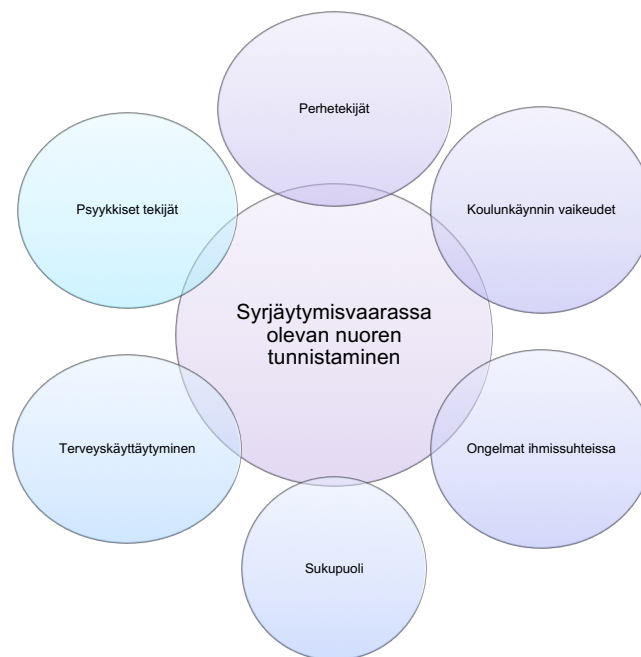 Perhetekijät
Psyykkiset tekijät
Koulunkäynnin vaikeudet
Syrjäytymisvaarassa
olevan nuoren
tunnistaminen
Terveyskäyttäytyminen
Ongelmat ihmissuhteissa
Sukupuoli